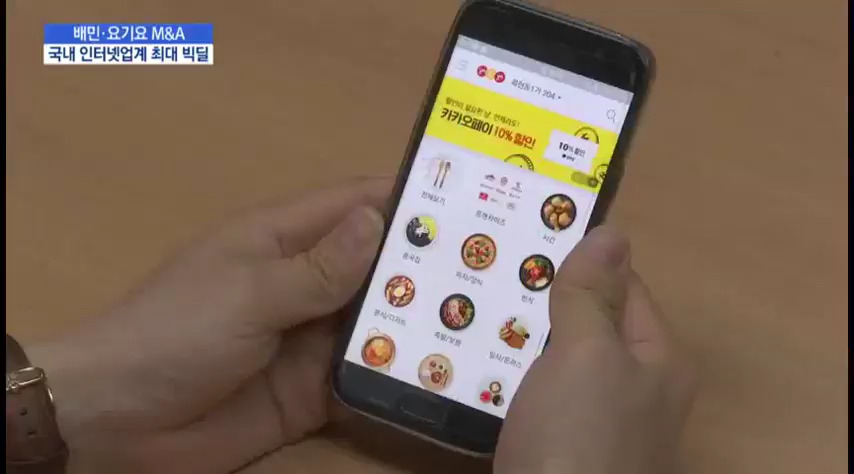 배민·요기요 M&A
국내 인터넷업계 최대 빅딜
카카오페이 10% 할인
10% 할인
전체보기
프랜차이즈
치킨
중국집
피자/양식
한식
분식/디저트
족발/보쌈
일식/돈까스